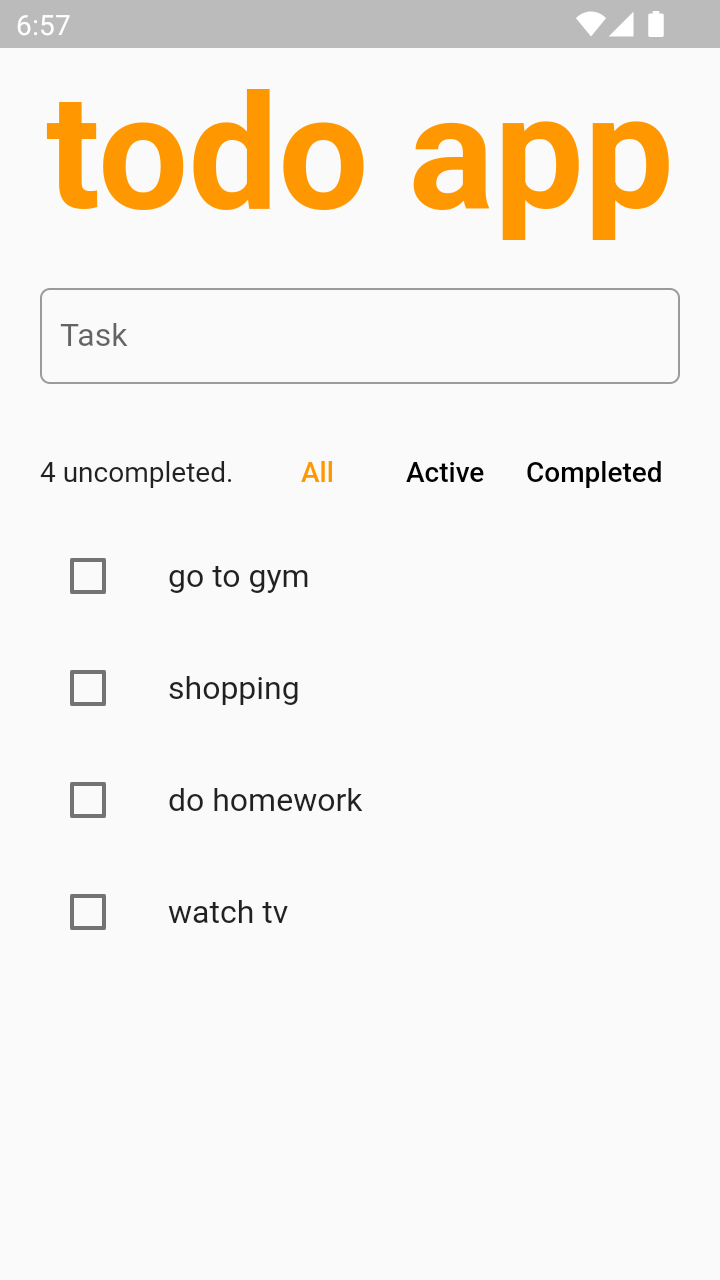 6:57
todo app
Task
4 uncompleted. All Active Completed
go to gym
shopping
do homework
watch tv